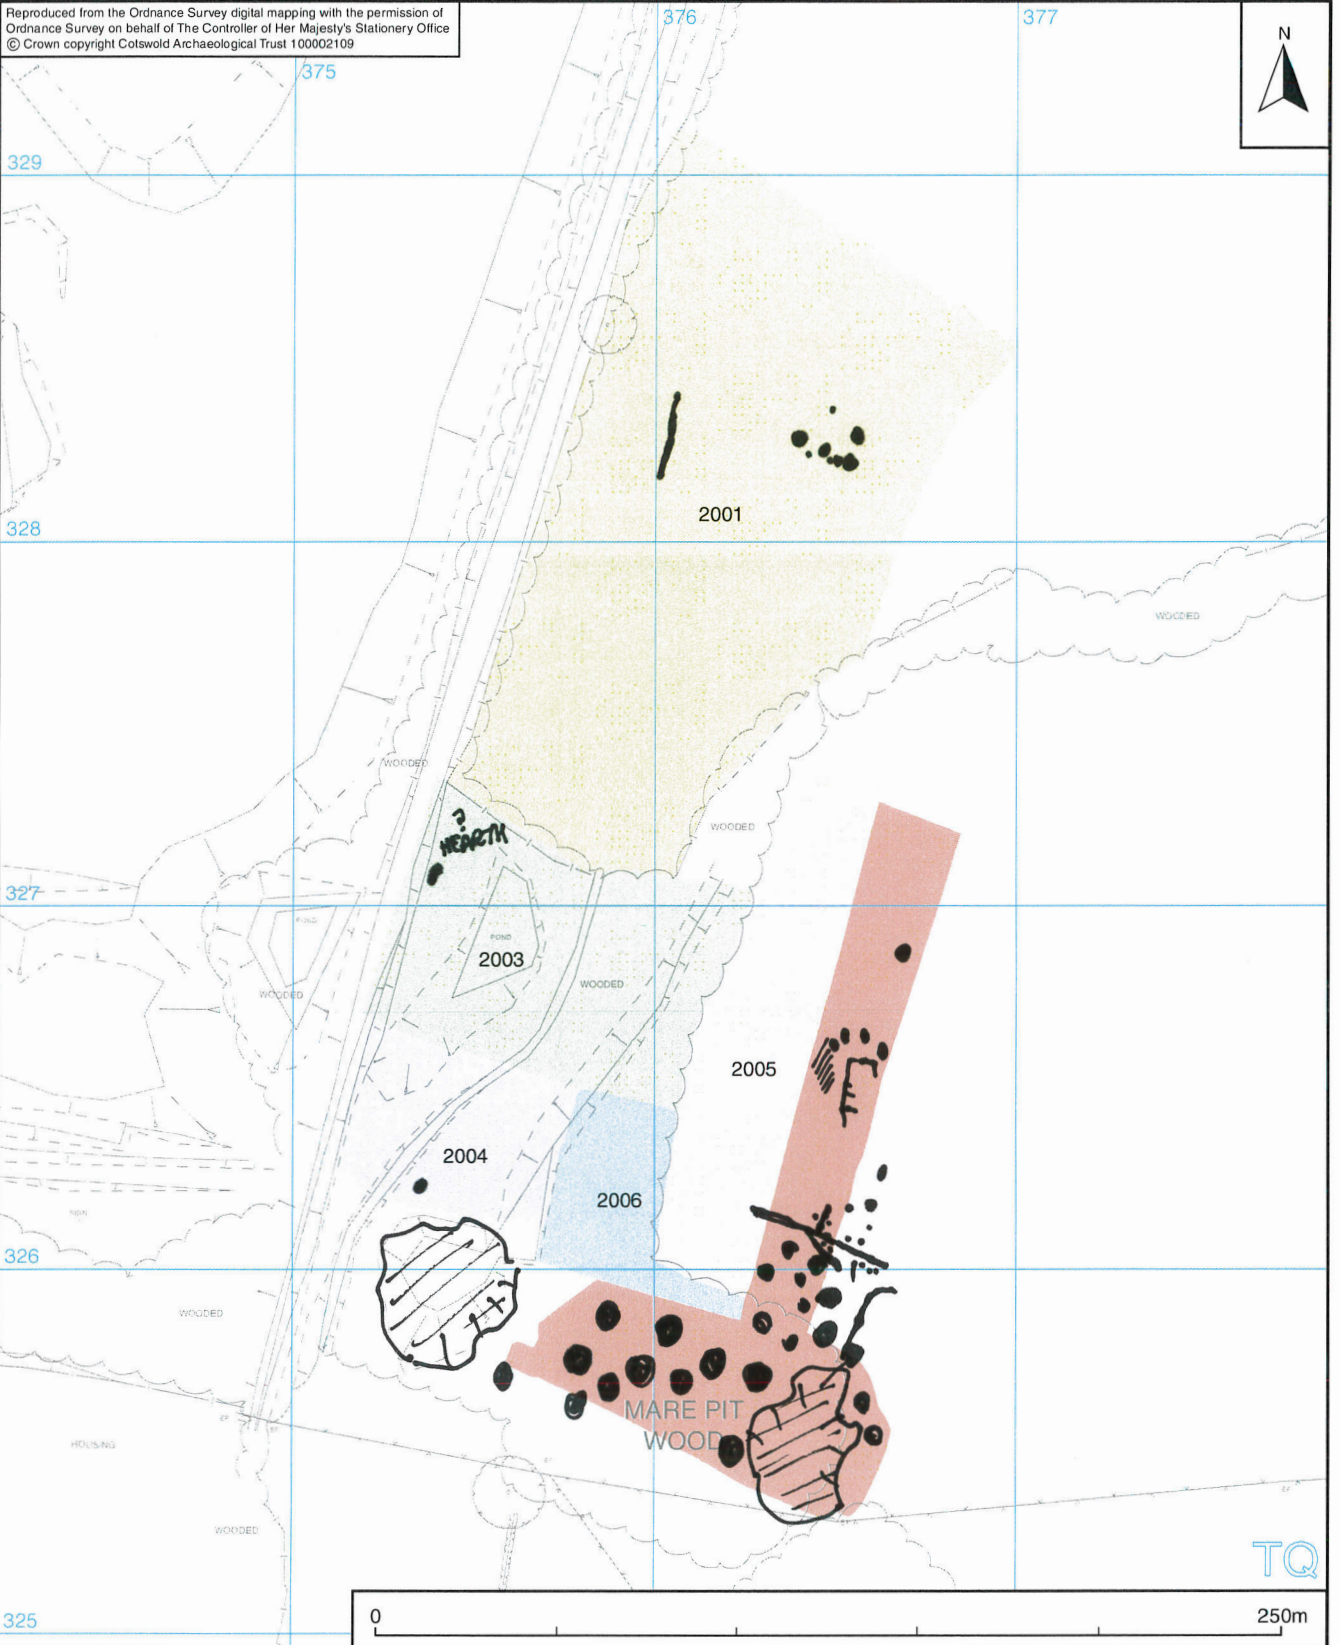 Reproduced from the Ordnance Survey digital mapping with the permission of
Ordnance Survey on behalf of The Controller of Her Majesty's Stationery Office
© Crown copyright Cotswold Archaeological Trust 100002109
376
377
N
375
329
2001
328
WOODED
WOODED
WOODED
?
HEARTH
327
POND
POND
2003
WOODED
WOODED
2005
2004
2006
326
WOODED
MARE PIT
WOOD
HOUSING
WOODED
TQ
325
0
250m